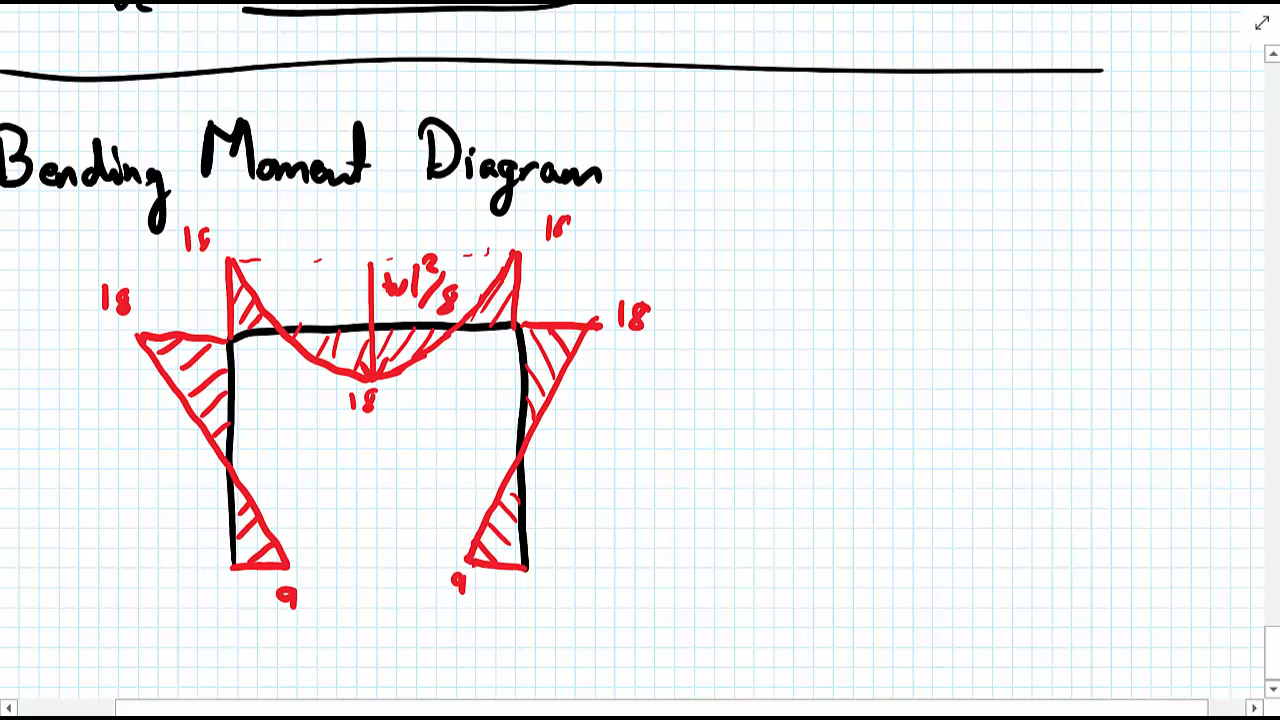 Bending Moment Diagram
18 18
18 wl²/8 18
18
9 9